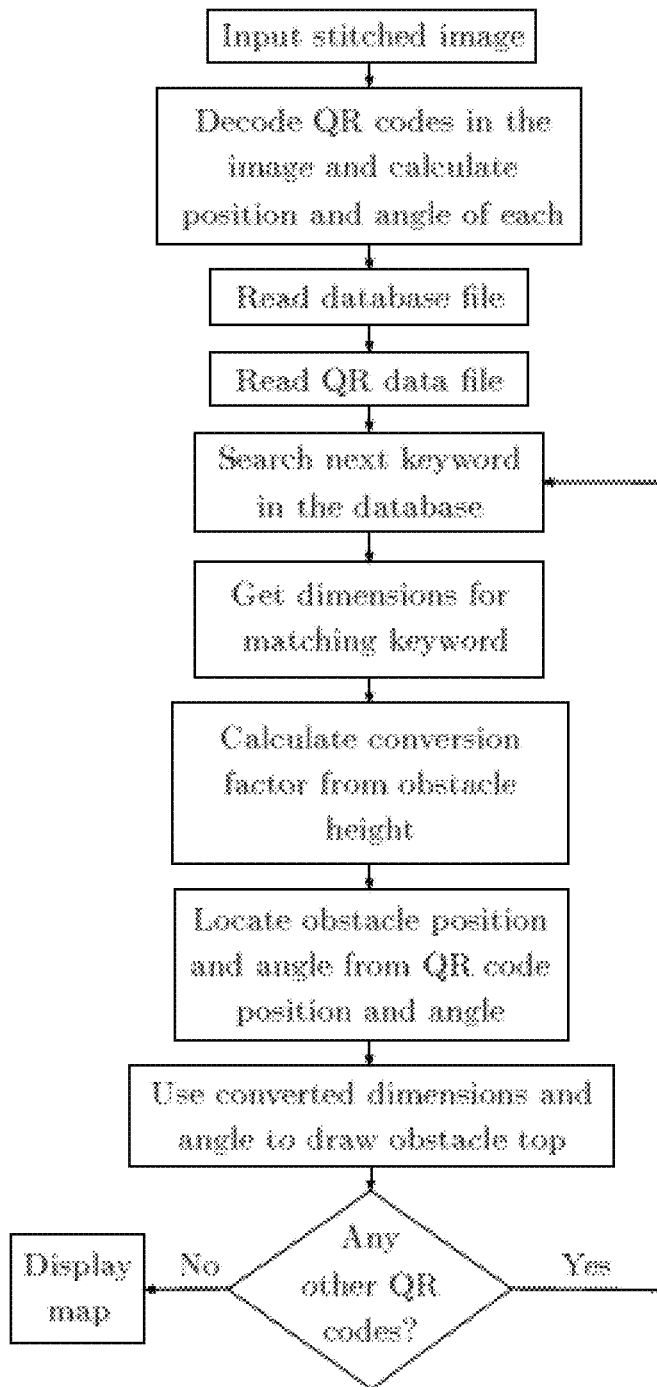 Input stitched image
Decode QR codes in the
image and calculate
position and angle of each
Read database file
Read QR data file
Search next keyword
in the database
Get dimensions for
matching keyword
Calculate conversion
factor from obstacle
height
Locate obstacle position
and angle from QR code
position and angle
Use converted dimensions and
angle to draw obstacle top
Any
other QR
codes?
No
Yes
Display
map